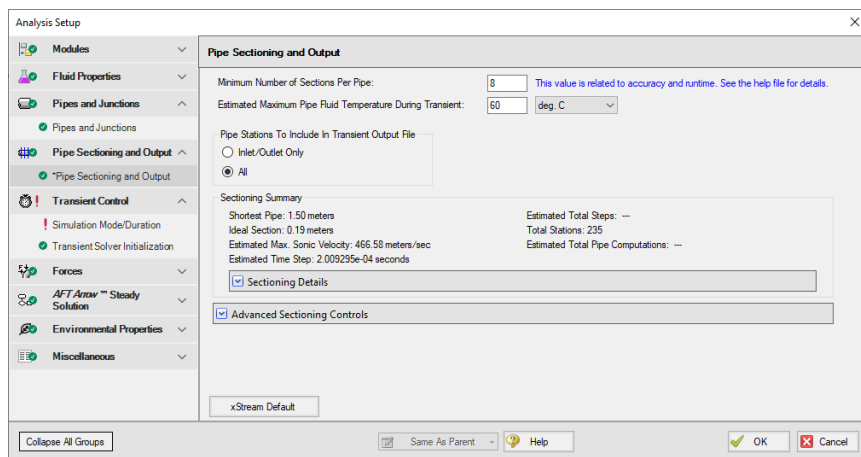 Analysis Setup
Modules
Fluid Properties
Pipes and Junctions
Pipes and Junctions
Pipe Sectioning and Output
*Pipe Sectioning and Output
Transient Control
Simulation Mode/Duration
Transient Solver Initialization
Forces
AFT Arrow™ Steady
Solution
Environmental Properties
Miscellaneous
Pipe Sectioning and Output
Minimum Number of Sections Per Pipe: 8 This value is related to accuracy and runtime. See the help file for details.
Estimated Maximum Pipe Fluid Temperature During Transient: 60 deg. C
Pipe Stations To Include In Transient Output File
Inlet/Outlet Only
All
Sectioning Summary
Shortest Pipe: 1.50 meters
Ideal Section: 0.19 meters
Estimated Max. Sonic Velocity: 466.58 meters/sec
Estimated Time Step: 2.009295e-04 seconds
Estimated Total Steps: ---
Total Stations: 235
Estimated Total Pipe Computations: ---
Sectioning Details
Advanced Sectioning Controls
xStream Default
Collapse All Groups
Same As Parent
Help
OK
Cancel